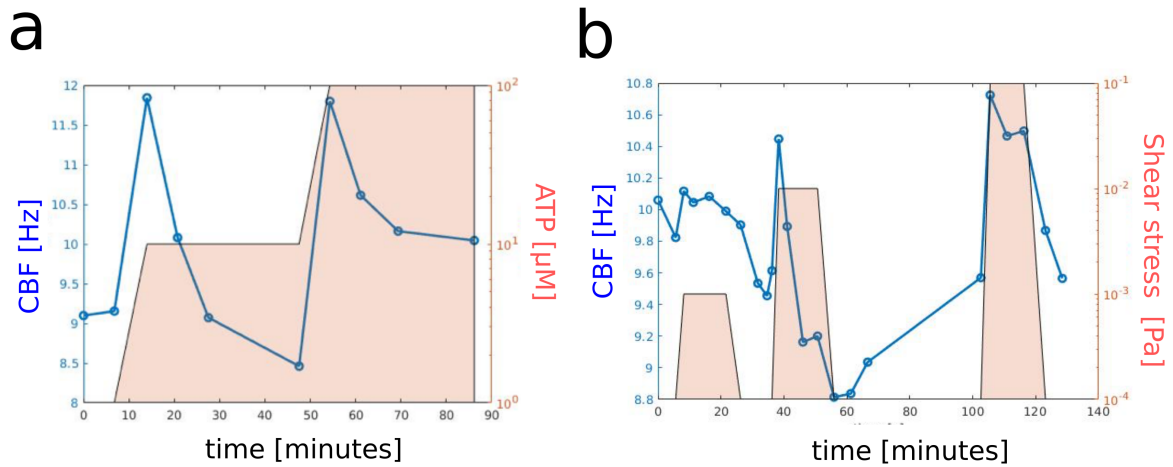 a
12
11.5
11
10.5
10
9.5
9
8.5
8
0 10 20 30 40 50 60 70 80 90
10²
10¹
10⁰
CBF [Hz]
ATP [µM]
time [minutes]
b
10.8
10.6
10.4
10.2
10
9.8
9.6
9.4
9.2
9
8.8
0 20 40 60 80 100 120 140
10⁻¹
10⁻²
10⁻³
10⁻⁴
CBF [Hz]
Shear stress [Pa]
time [minutes]